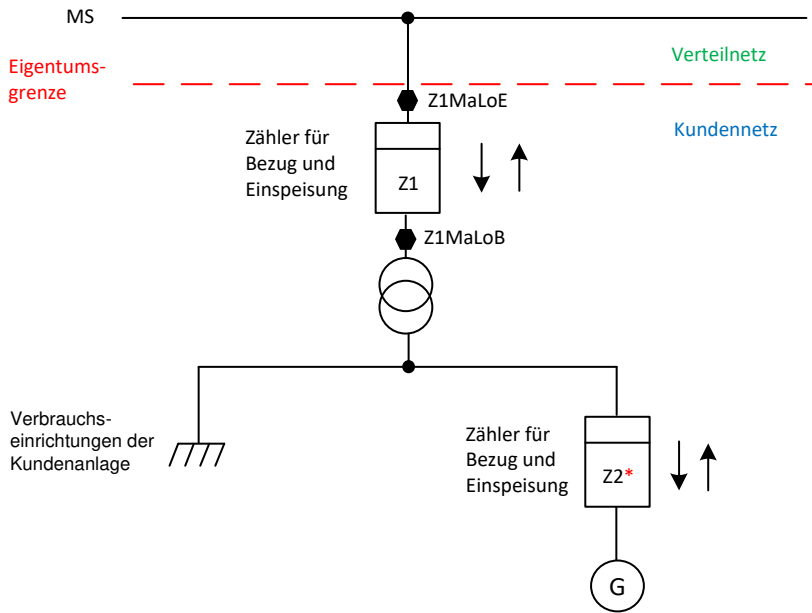 MS
Verteilnetz
Eigentums-
grenze
Z1MaLoE
Kundennetz
Zähler für
Bezug und
Einspeisung
Z1
Z1MaLoB
Verbrauchs-
einrichtungen der
Kundenanlage
Zähler für
Bezug und
Einspeisung
Z2*
G